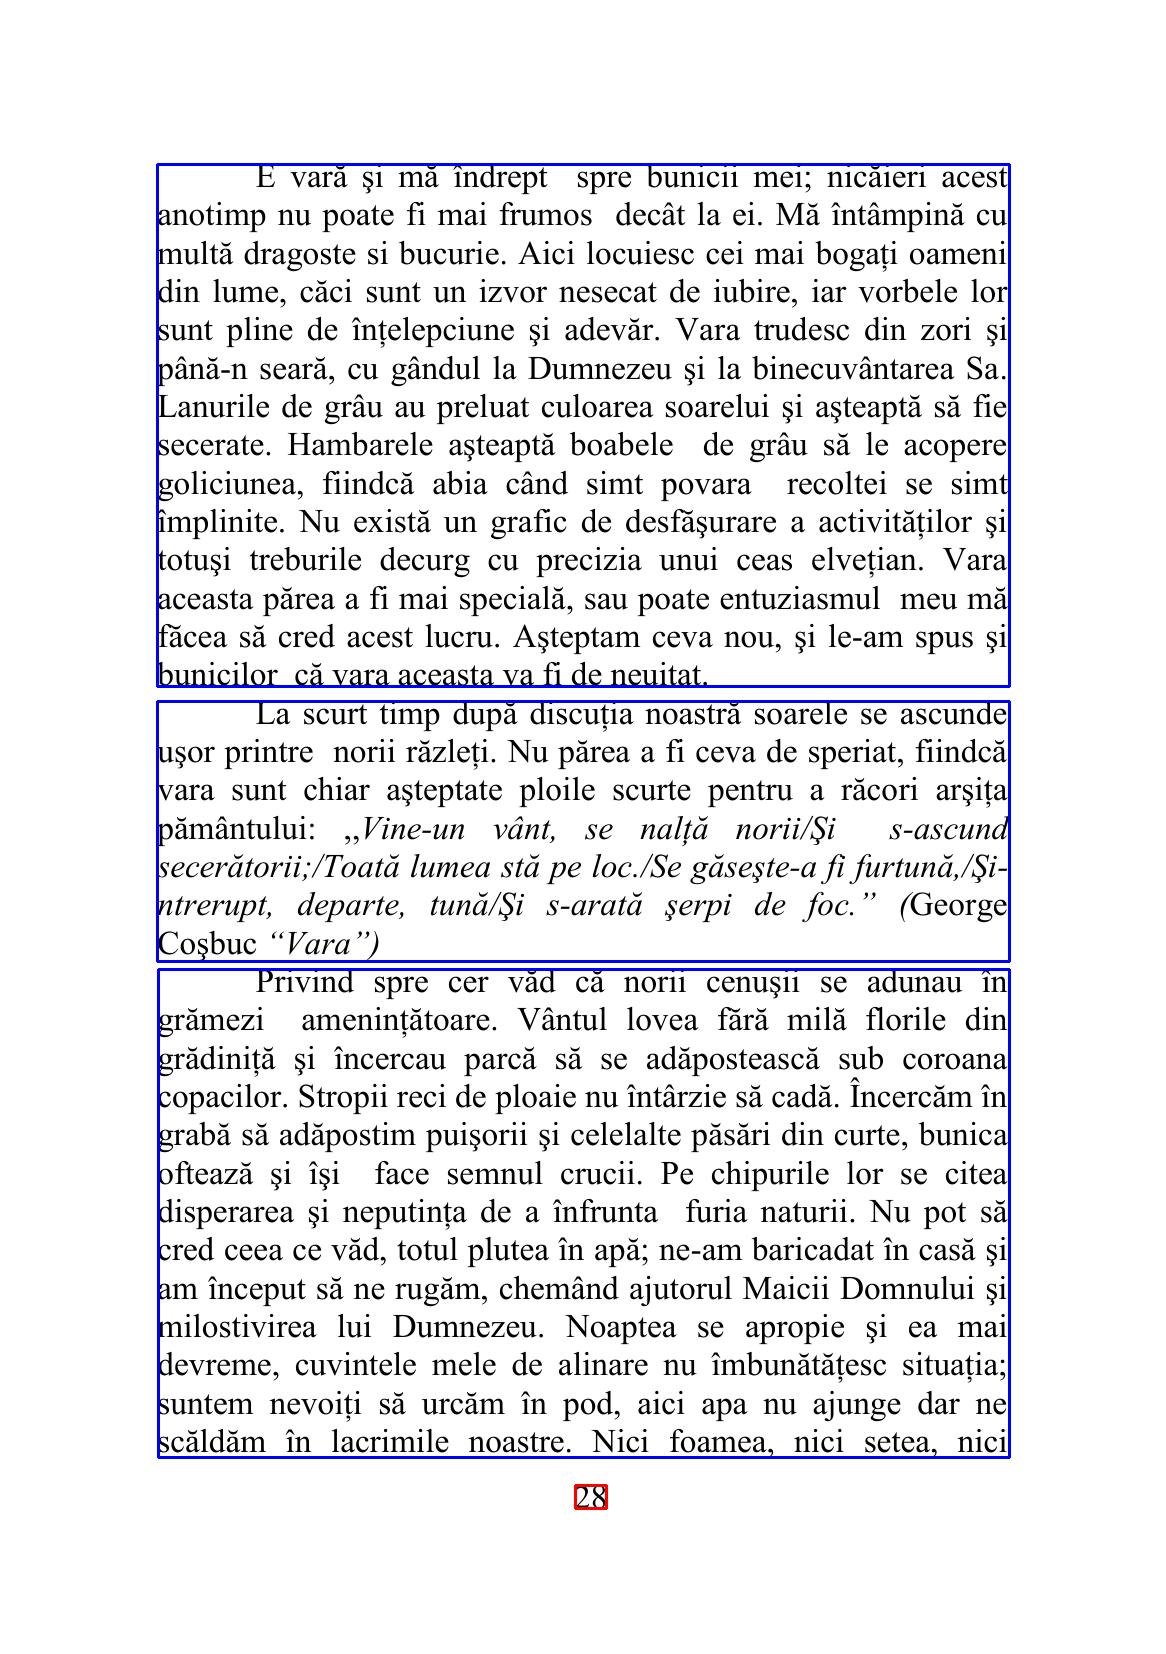 E vară şi mă îndrept spre bunicii mei; nicăieri acest
anotimp nu poate fi mai frumos decât la ei. Mă întâmpină cu
multă dragoste si bucurie. Aici locuiesc cei mai bogați oameni
din lume, căci sunt un izvor nesecat de iubire, iar vorbele lor
sunt pline de înțelepciune şi adevăr. Vara trudesc din zori şi
până-n seară, cu gândul la Dumnezeu şi la binecuvântarea Sa.
Lanurile de grâu au preluat culoarea soarelui şi aşteaptă să fie
secerate. Hambarele aşteaptă boabele de grâu să le acopere
goliciunea, fiindcă abia când simt povara recoltei se simt
împlinite. Nu există un grafic de desfăşurare a activităților şi
totuşi treburile decurg cu precizia unui ceas elvețian. Vara
aceasta părea a fi mai specială, sau poate entuziasmul meu mă
făcea să cred acest lucru. Aşteptam ceva nou, şi le-am spus şi
bunicilor că vara aceasta va fi de neuitat.
La scurt timp după discuția noastră soarele se ascunde
uşor printre norii răzleți. Nu părea a fi ceva de speriat, fiindcă
vara sunt chiar aşteptate ploile scurte pentru a răcori arşița
pământului: ,,Vine-un vânt, se nalță norii/Şi s-ascund
secerătorii;/Toată lumea stă pe loc./Se găseşte-a fi furtună,/Şi-
ntrerupt, departe, tună/Şi s-arată şerpi de foc.” (George
Coşbuc “Vara”)
Privind spre cer văd că norii cenuşii se adunau în
grămezi amenințătoare. Vântul lovea fără milă florile din
grădiniță şi încercau parcă să se adăpostească sub coroana
copacilor. Stropii reci de ploaie nu întârzie să cadă. Încercăm în
grabă să adăpostim puişorii şi celelalte păsări din curte, bunica
oftează şi îşi face semnul crucii. Pe chipurile lor se citea
disperarea şi neputința de a înfrunta furia naturii. Nu pot să
cred ceea ce văd, totul plutea în apă; ne-am baricadat în casă şi
am început să ne rugăm, chemând ajutorul Maicii Domnului şi
milostivirea lui Dumnezeu. Noaptea se apropie şi ea mai
devreme, cuvintele mele de alinare nu îmbunătățesc situația;
suntem nevoiți să urcăm în pod, aici apa nu ajunge dar ne
scăldăm în lacrimile noastre. Nici foamea, nici setea, nici
28